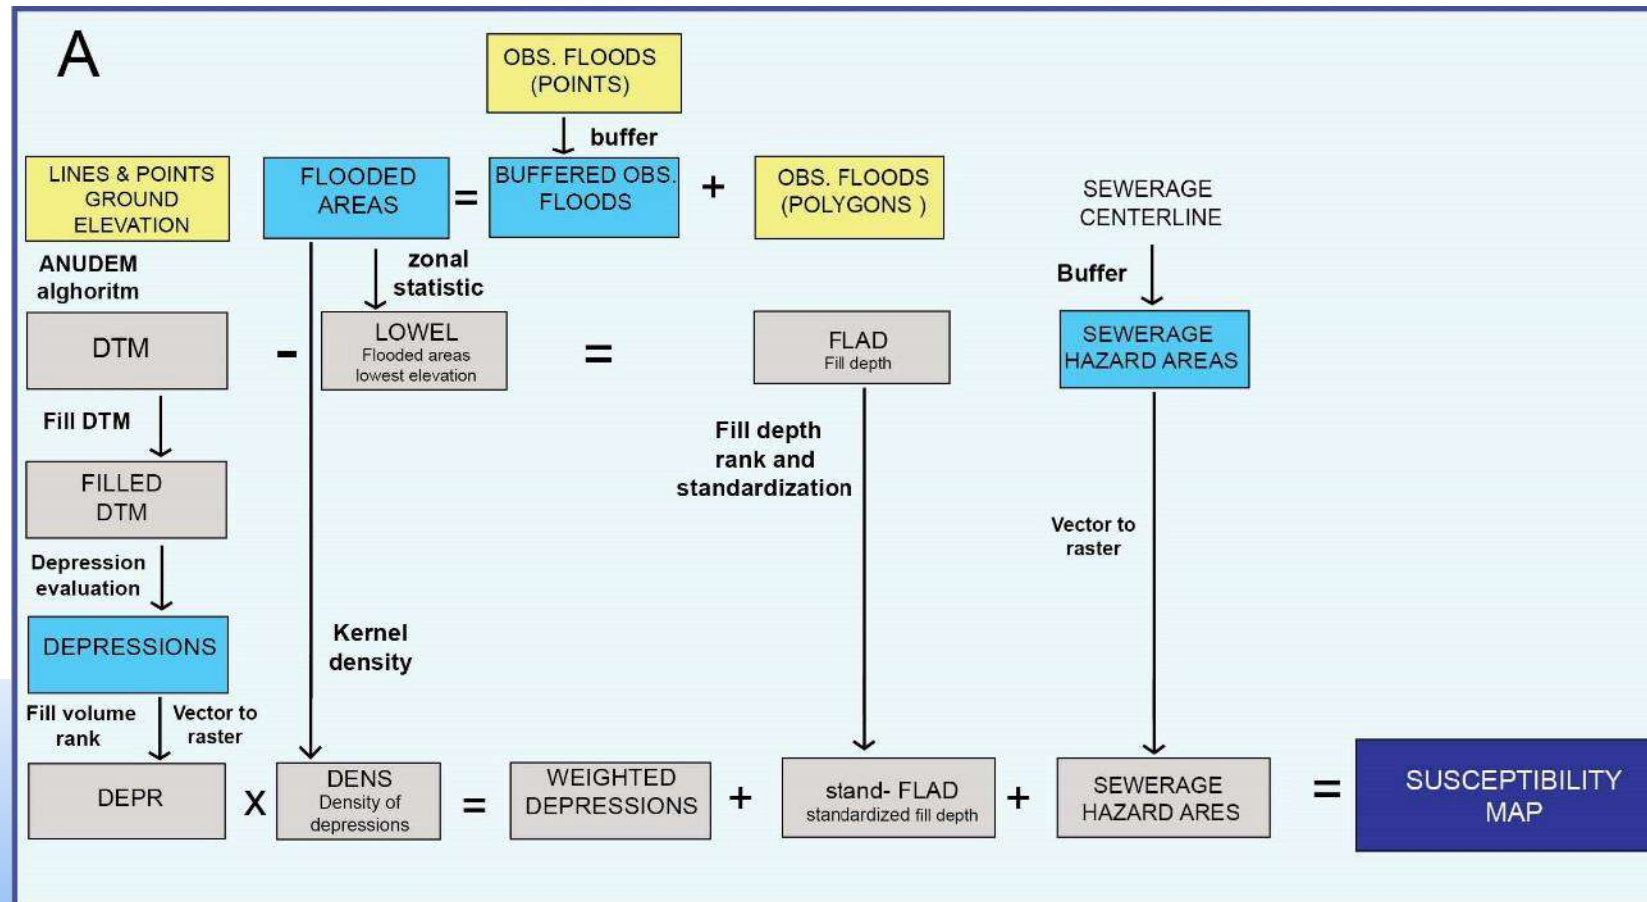 A
OBS. FLOODS
(POINTS)
buffer
LINES & POINTS
GROUND
ELEVATION
FLOODED
AREAS
=
BUFFERED OBS.
FLOODS
+
OBS. FLOODS
(POLYGONS )
SEWERAGE
CENTERLINE
ANUDEM
alghoritm
zonal
statistic
Buffer
DTM
-
LOWEL
Flooded areas
lowest elevation
=
FLAD
Fill depth
SEWERAGE
HAZARD AREAS
Fill DTM
Fill depth
rank and
standardization
FILLED
DTM
Vector to
raster
Depression
evaluation
DEPRESSIONS
Kernel
density
Fill volume
rank
Vector to
raster
DEPR
x
DENS
Density of
depressions
=
WEIGHTED
DEPRESSIONS
+
stand- FLAD
standardized fill depth
+
SEWERAGE
HAZARD ARES
=
SUSCEPTIBILITY
MAP